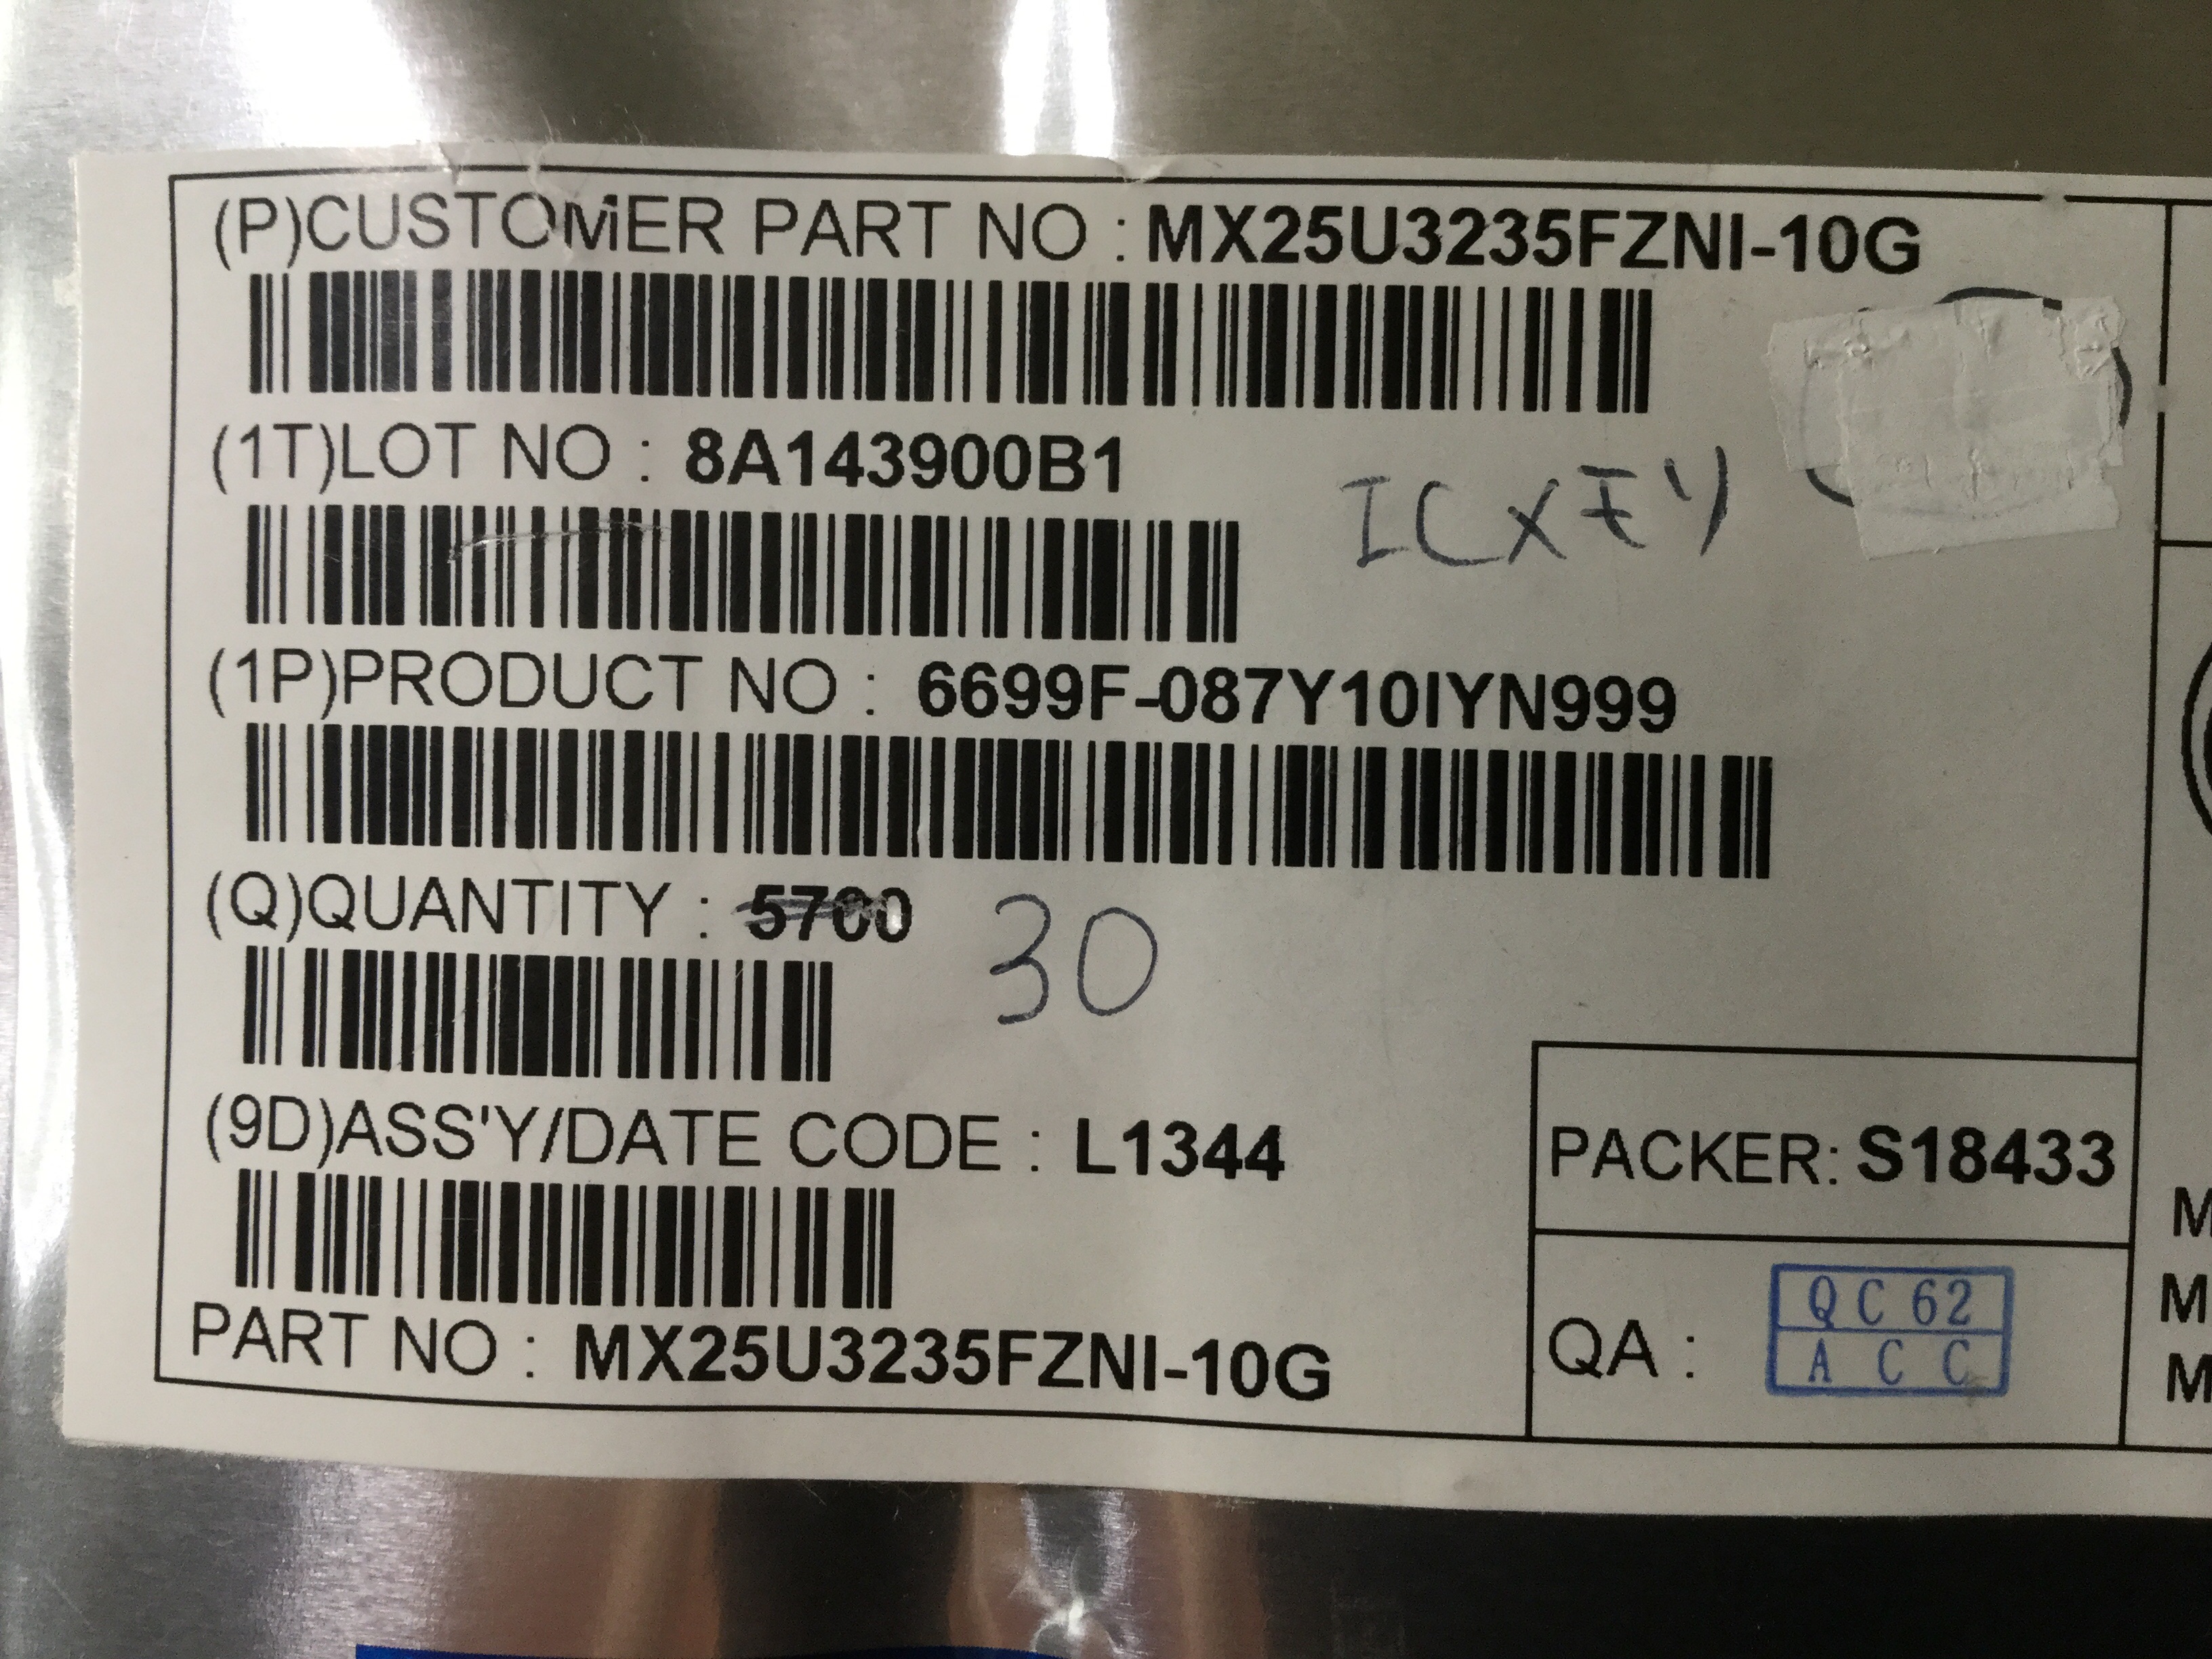 (P)CUSTOMER PART NO : MX25U3235FZNI-10G
(1T)LOT NO : 8A143900B1
ICメモリ
(1P)PRODUCT NO : 6699F-087Y10IYN999
(Q)QUANTITY : 5700 30
(9D)ASS'Y/DATE CODE : L1344
PACKER: S18433
PART NO : MX25U3235FZNI-10G
QA :
QC 62
A C C
M
M
M